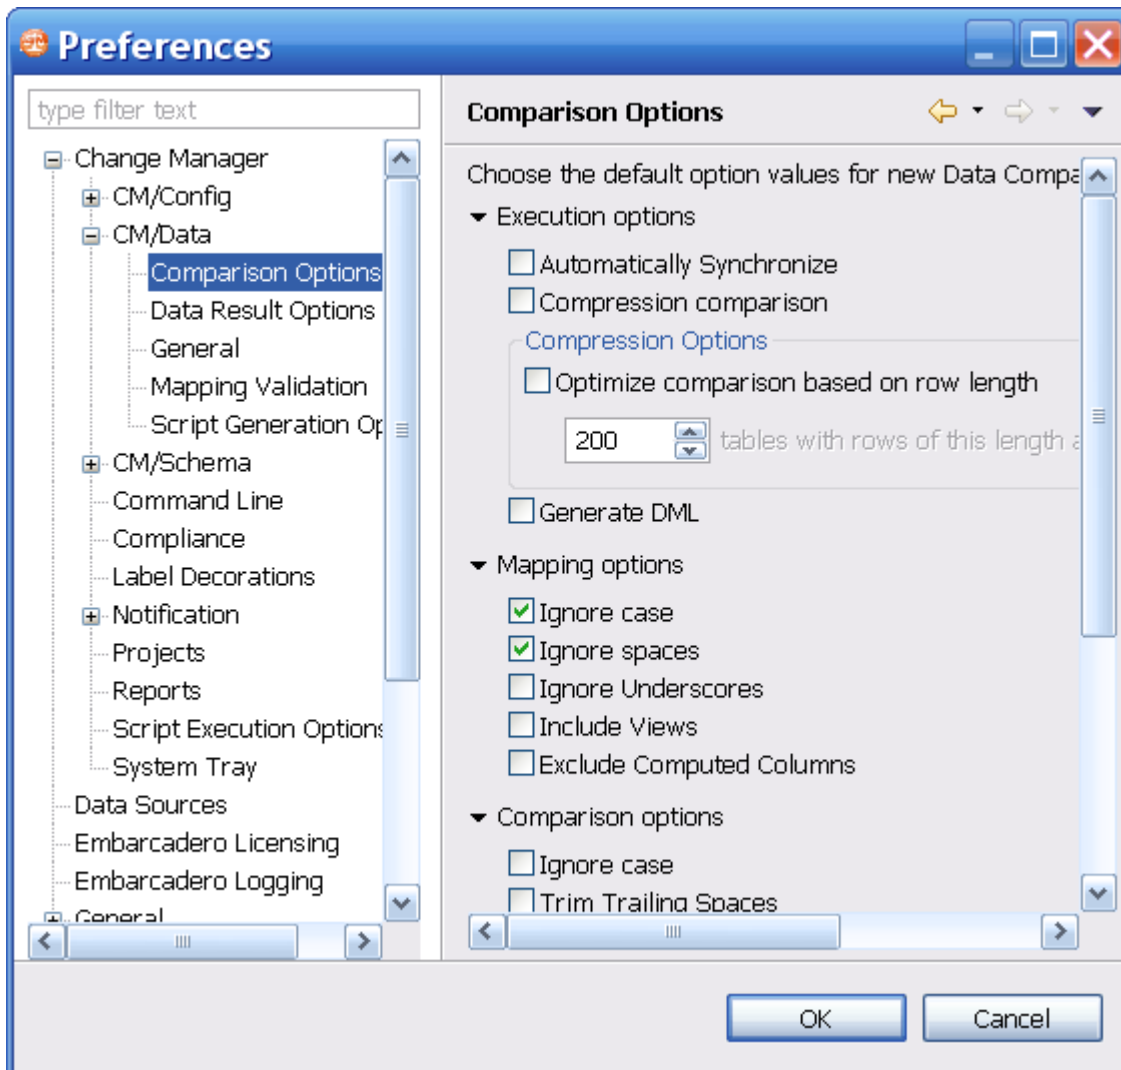 Preferences
type filter text
Change Manager
CM/Config
CM/Data
Comparison Options
Data Result Options
General
Mapping Validation
Script Generation Op
CM/Schema
Command Line
Compliance
Label Decorations
Notification
Projects
Reports
Script Execution Options
System Tray
Data Sources
Embarcadero Licensing
Embarcadero Logging
General
Comparison Options
Choose the default option values for new Data Compa
Execution options
Automatically Synchronize
Compression comparison
Compression Options
Optimize comparison based on row length
200 tables with rows of this length a
Generate DML
Mapping options
Ignore case
Ignore spaces
Ignore Underscores
Include Views
Exclude Computed Columns
Comparison options
Ignore case
Trim Trailing Spaces
OK Cancel